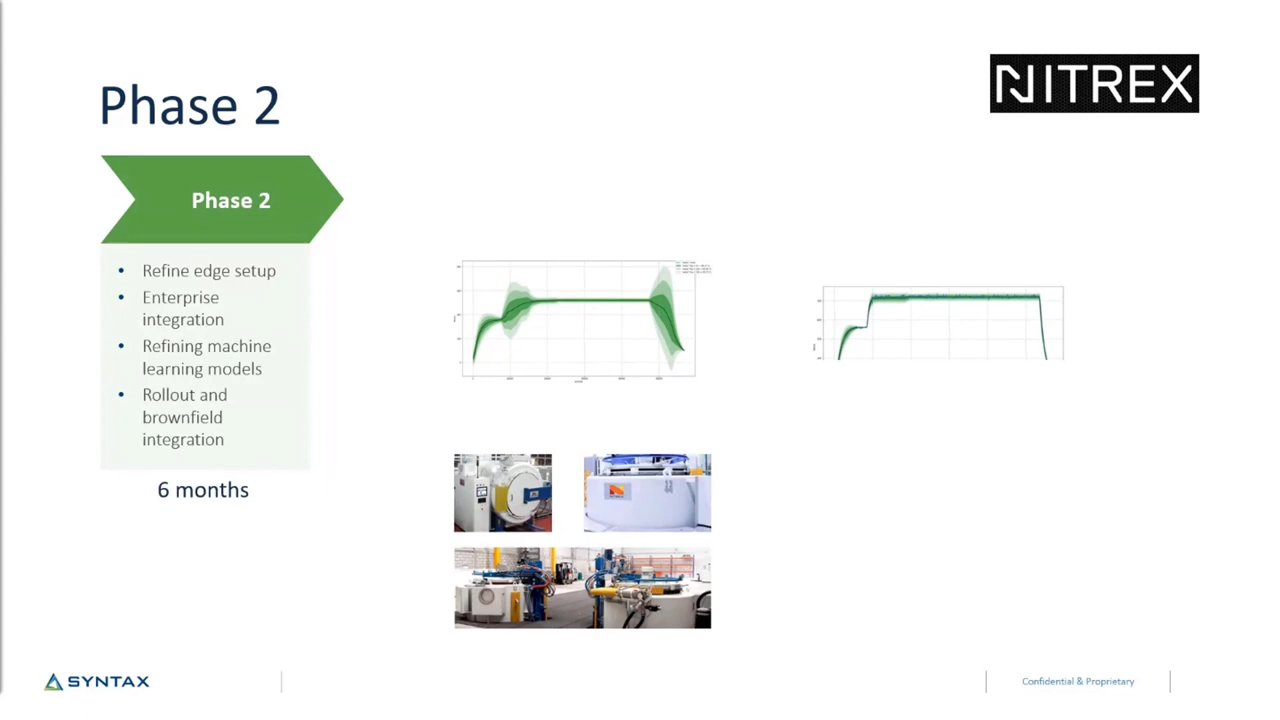 Phase 2
NITREX
Phase 2
• Refine edge setup
• Enterprise
integration
• Refining machine
learning models
• Rollout and
brownfield
integration
6 months
SYNTAX
Confidential & Proprietary